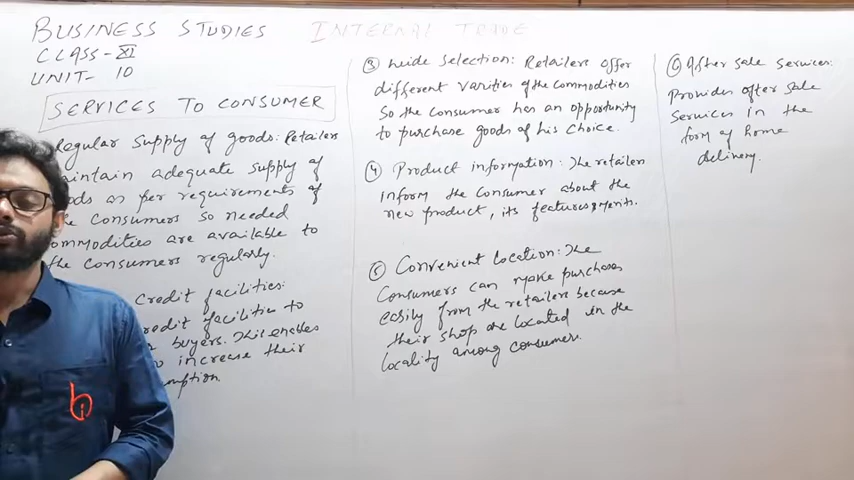 BUSINESS STUDIES INTERNAL TRADE
CLASS-XI
UNIT- 10
SERVICES TO CONSUMER
Regular Supply of goods: Retailers
maintain adequate supply of
goods as per requirements of
the consumers so needed
commodities are available to
the consumers regularly.
Credit facilities:
credit facilities to
buyers. This enables
to increase their
③ wide selection: Retailers offer
different varities of the commodities
So the consumer has an opportunity
to purchase goods of his choice.
④ Product information: The retailers
inform the consumer about the
new product, its features & merits.
⑤ Convenient location: The
Consumers can make purchases
easily from the retailers because
their shop are located in the
locality among consumers.
⑥ After sale services:
Provides after sale
services in the
form of home
delivery.
b